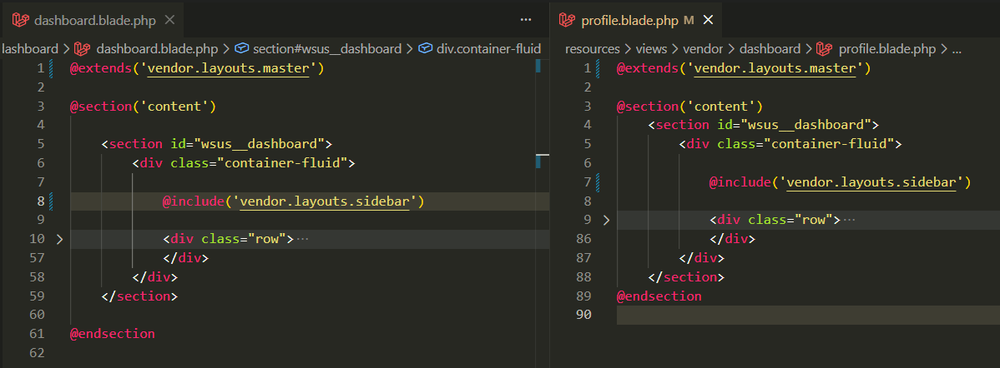 dashboard.blade.php ×
...
lashboard > dashboard.blade.php > section#wsus__dashboard > div.container-fluid
1 @extends('vendor.layouts.master')
2
3 @section('content')
4
5 <section id="wsus__dashboard">
6 <div class="container-fluid">
7
8 @include('vendor.layouts.sidebar')
9
10 > <div class="row">···
57 </div>
58 </div>
59 </section>
60
61 @endsection
62
profile.blade.php M ×
resources > views > vendor > dashboard > profile.blade.php > ...
1 @extends('vendor.layouts.master')
2
3 @section('content')
4 <section id="wsus__dashboard">
5 <div class="container-fluid">
6
7 @include('vendor.layouts.sidebar')
8
9 > <div class="row">···
86 </div>
87 </div>
88 </section>
89 @endsection
90